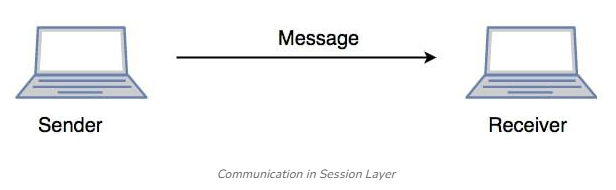 Message
Sender
Receiver
Communication in Session Layer